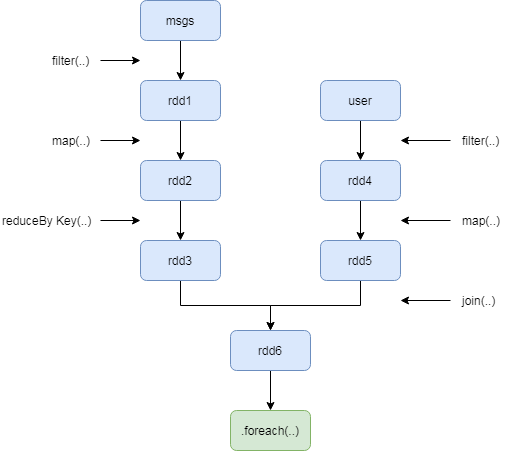 msgs
filter(..)
rdd1
user
map(..)
filter(..)
rdd2
rdd4
reduceBy Key(..)
map(..)
rdd3
rdd5
join(..)
rdd6
.foreach(..)